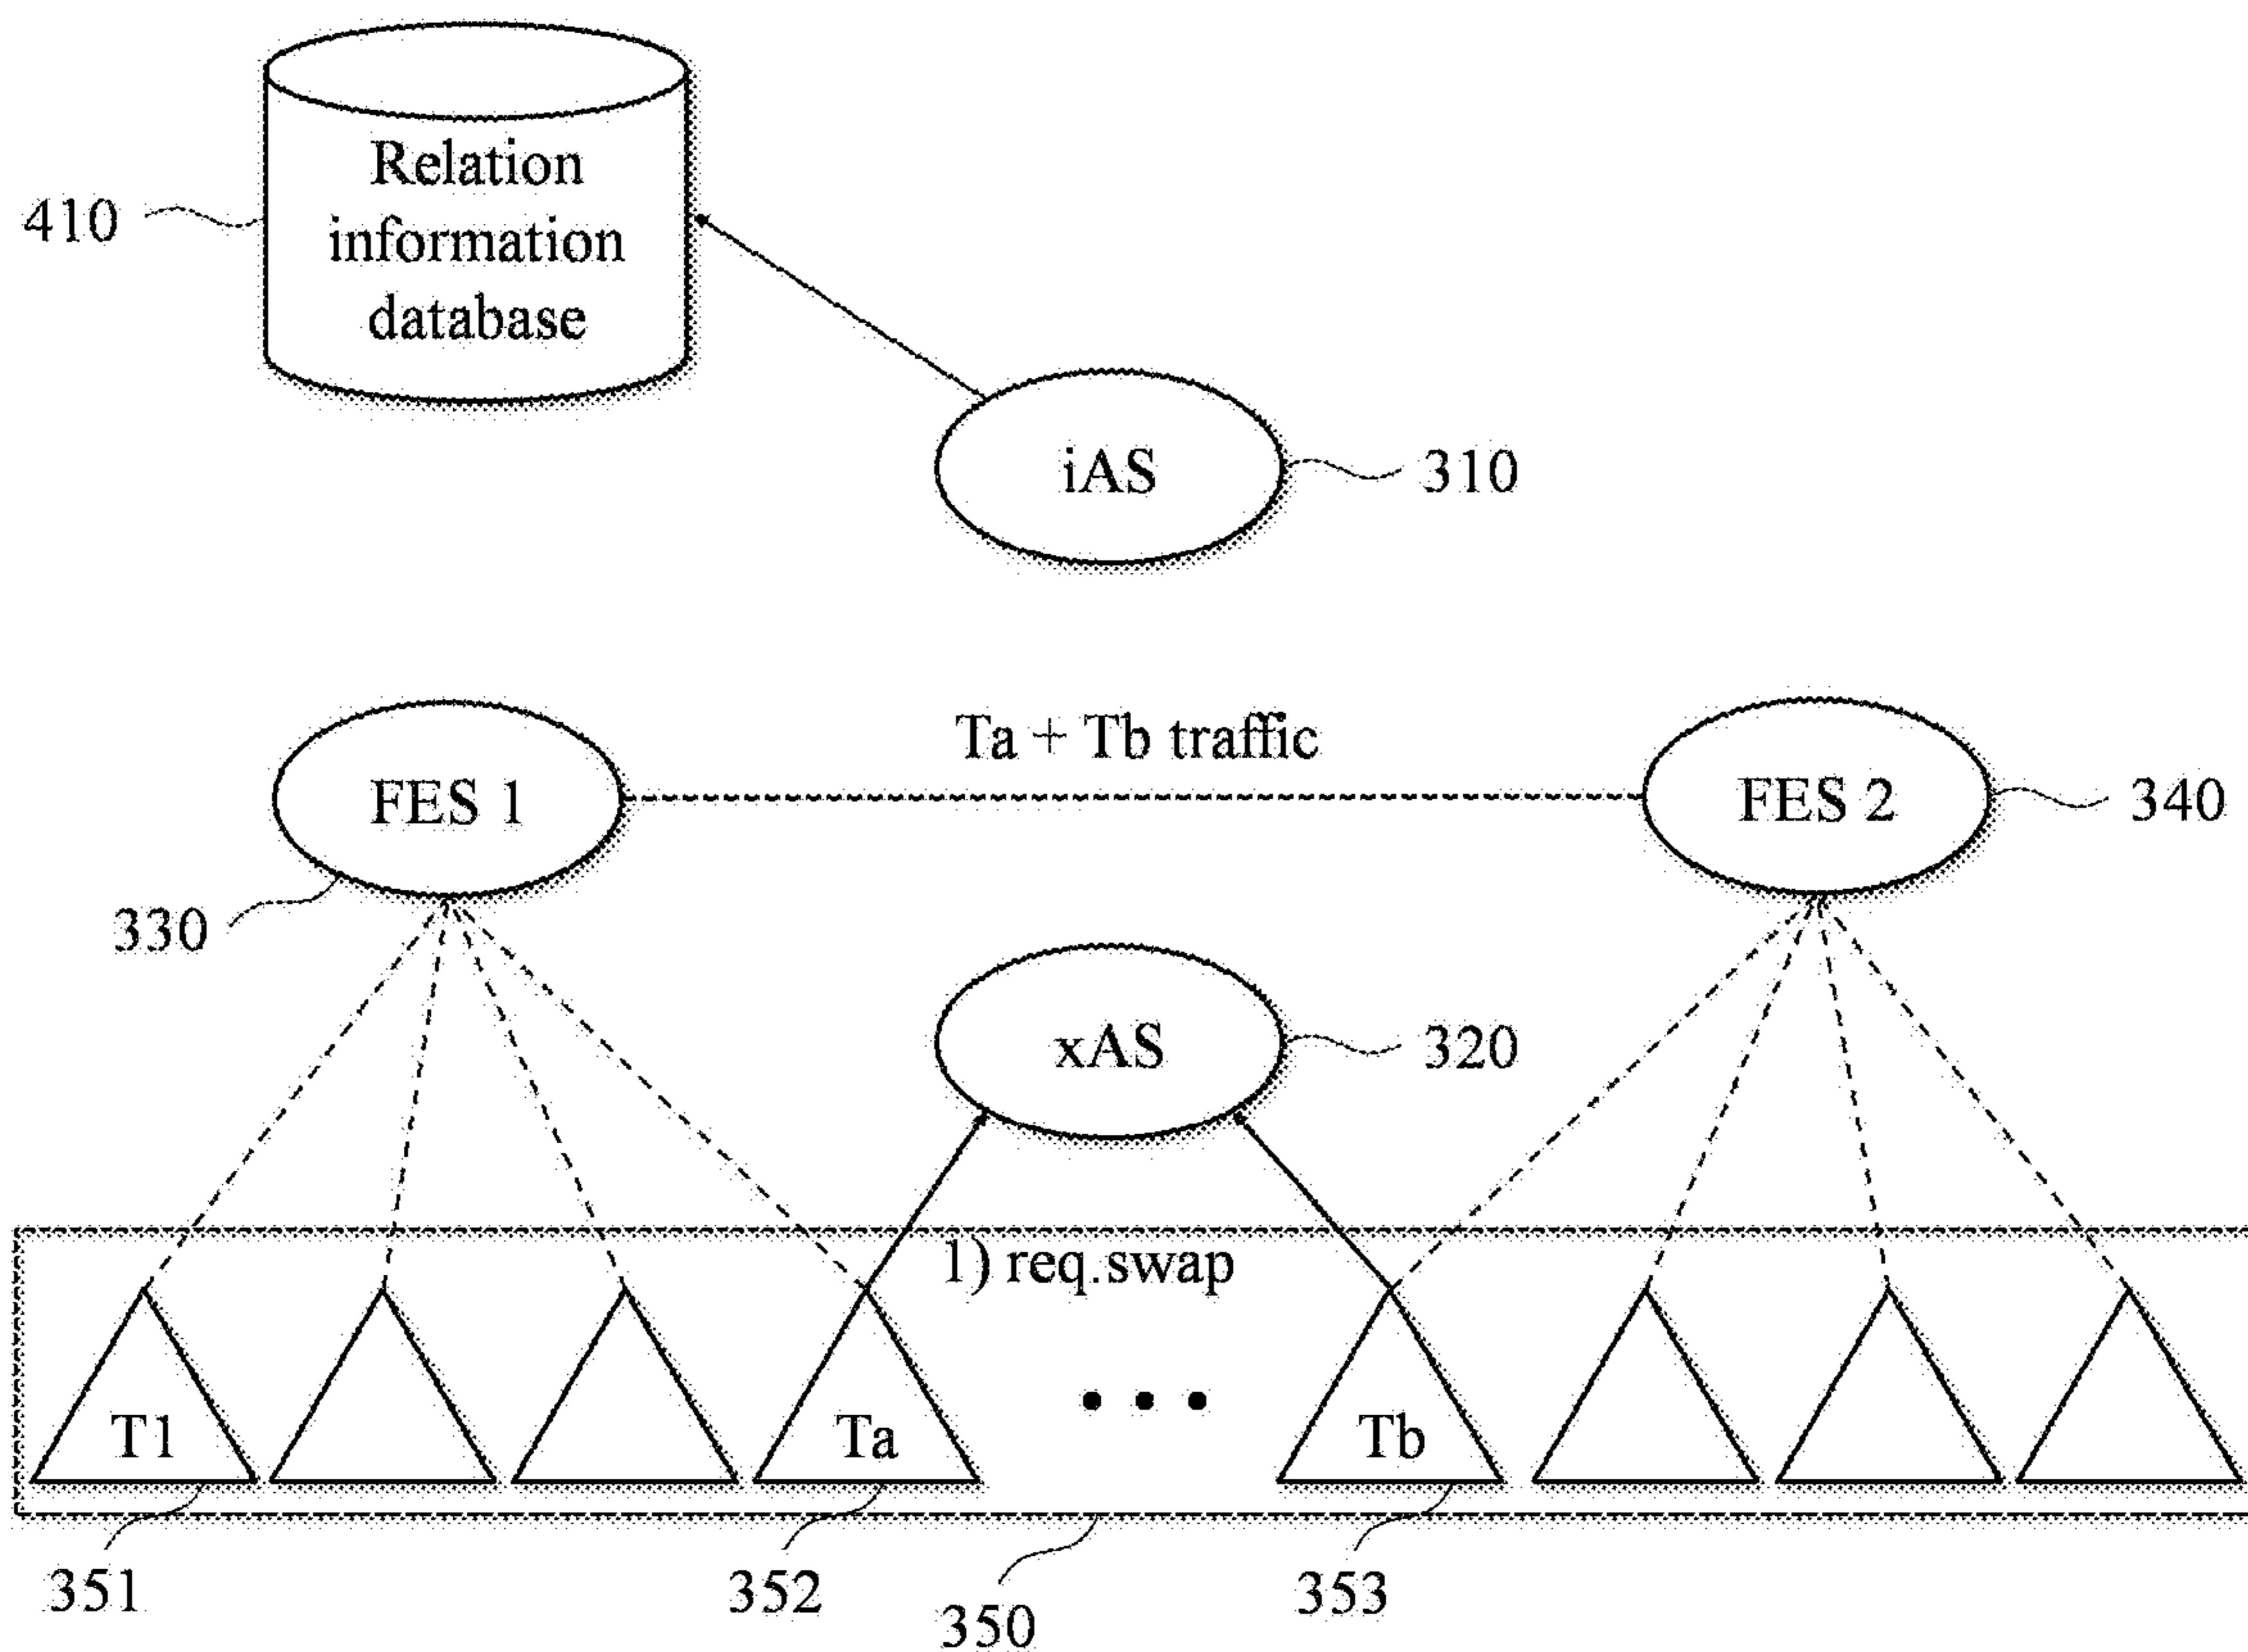 Relation
information
database
410
iAS
310
Ta + Tb traffic
FES 1
FES 2
340
330
xAS
320
1) req.swap
T1
Ta
Tb
351
352
350
353